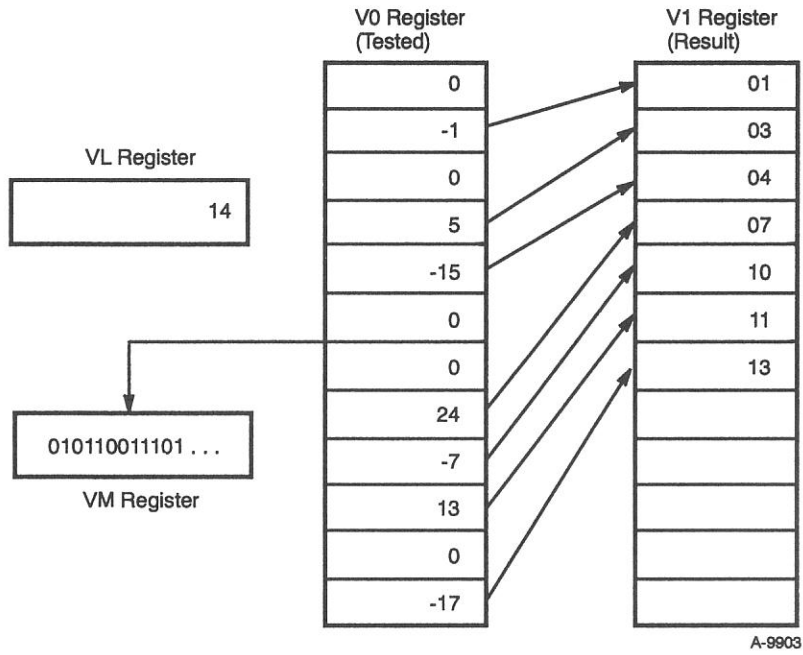 V0 Register
(Tested)
V1 Register
(Result)
VL Register
14
0
-1
0
5
-15
0
0
24
-7
13
0
-17
01
03
04
07
10
11
13
010110011101 . . .
VM Register
A-9903